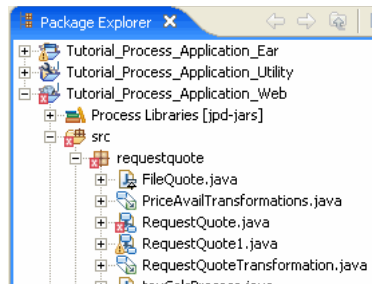 Package Explorer
Tutorial_Process_Application_Ear
Tutorial_Process_Application_Utility
Tutorial_Process_Application_Web
Process Libraries [jpd-jars]
src
requestquote
FileQuote.java
PriceAvailTransformations.java
RequestQuote.java
RequestQuote1.java
RequestQuoteTransformation.java